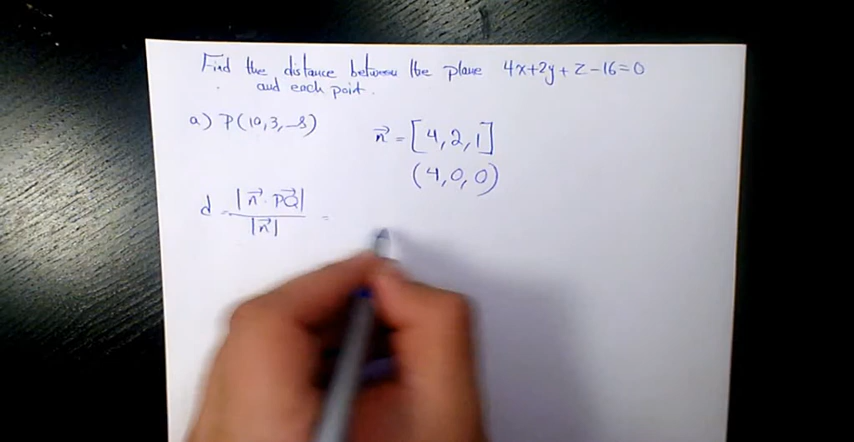 Find the distance between the plane 4x+2y+z-16=0
and each point.
a) P(10,3,-8)
n⃗ = [4,2,1]
(4,0,0)
d = |n⃗ · PQ⃗| / |n⃗| =